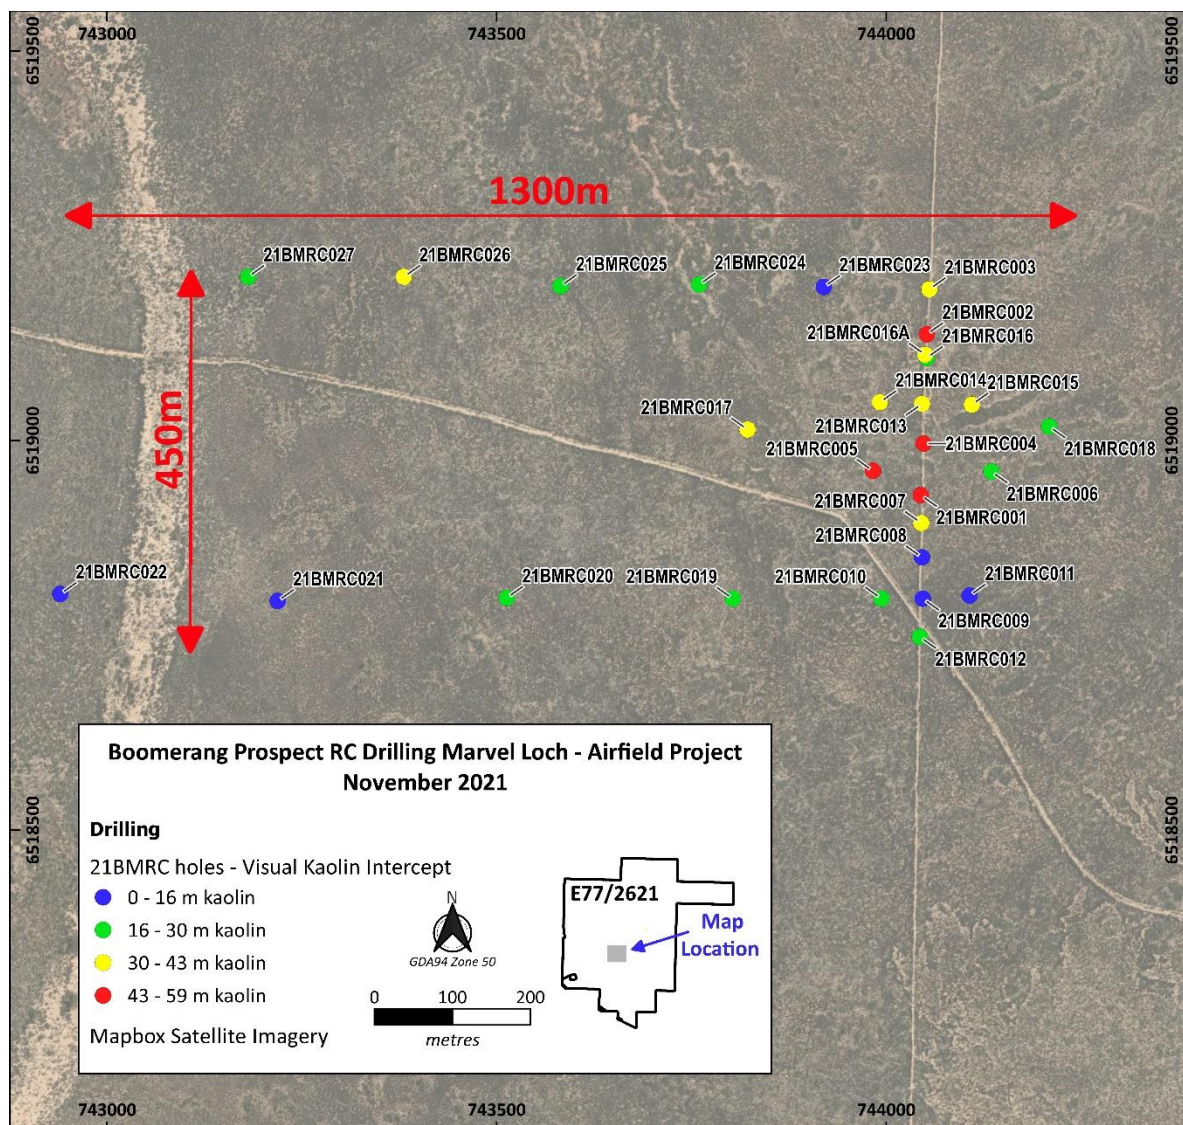 743000
743500
744000
6519500
6519500
1300m
21BMRC027
21BMRC026
21BMRC025
21BMRC024
21BMRC023
21BMRC003
21BMRC002
21BMRC016A
21BMRC016
21BMRC014
21BMRC015
21BMRC017
21BMRC013
450m
6519000
21BMRC005
21BMRC004
21BMRC018
6519000
21BMRC006
21BMRC007
21BMRC001
21BMRC008
21BMRC022
21BMRC021
21BMRC020
21BMRC019
21BMRC010
21BMRC011
21BMRC009
21BMRC012
Boomerang Prospect RC Drilling Marvel Loch - Airfield Project
November 2021
Drilling
21BMRC holes - Visual Kaolin Intercept
0 - 16 m kaolin
16 - 30 m kaolin
30 - 43 m kaolin
43 - 59 m kaolin
Mapbox Satellite Imagery
N
GDA94 Zone 50
0 100 200
metres
E77/2621
Map
Location
6518500
6518500
743000
743500
744000